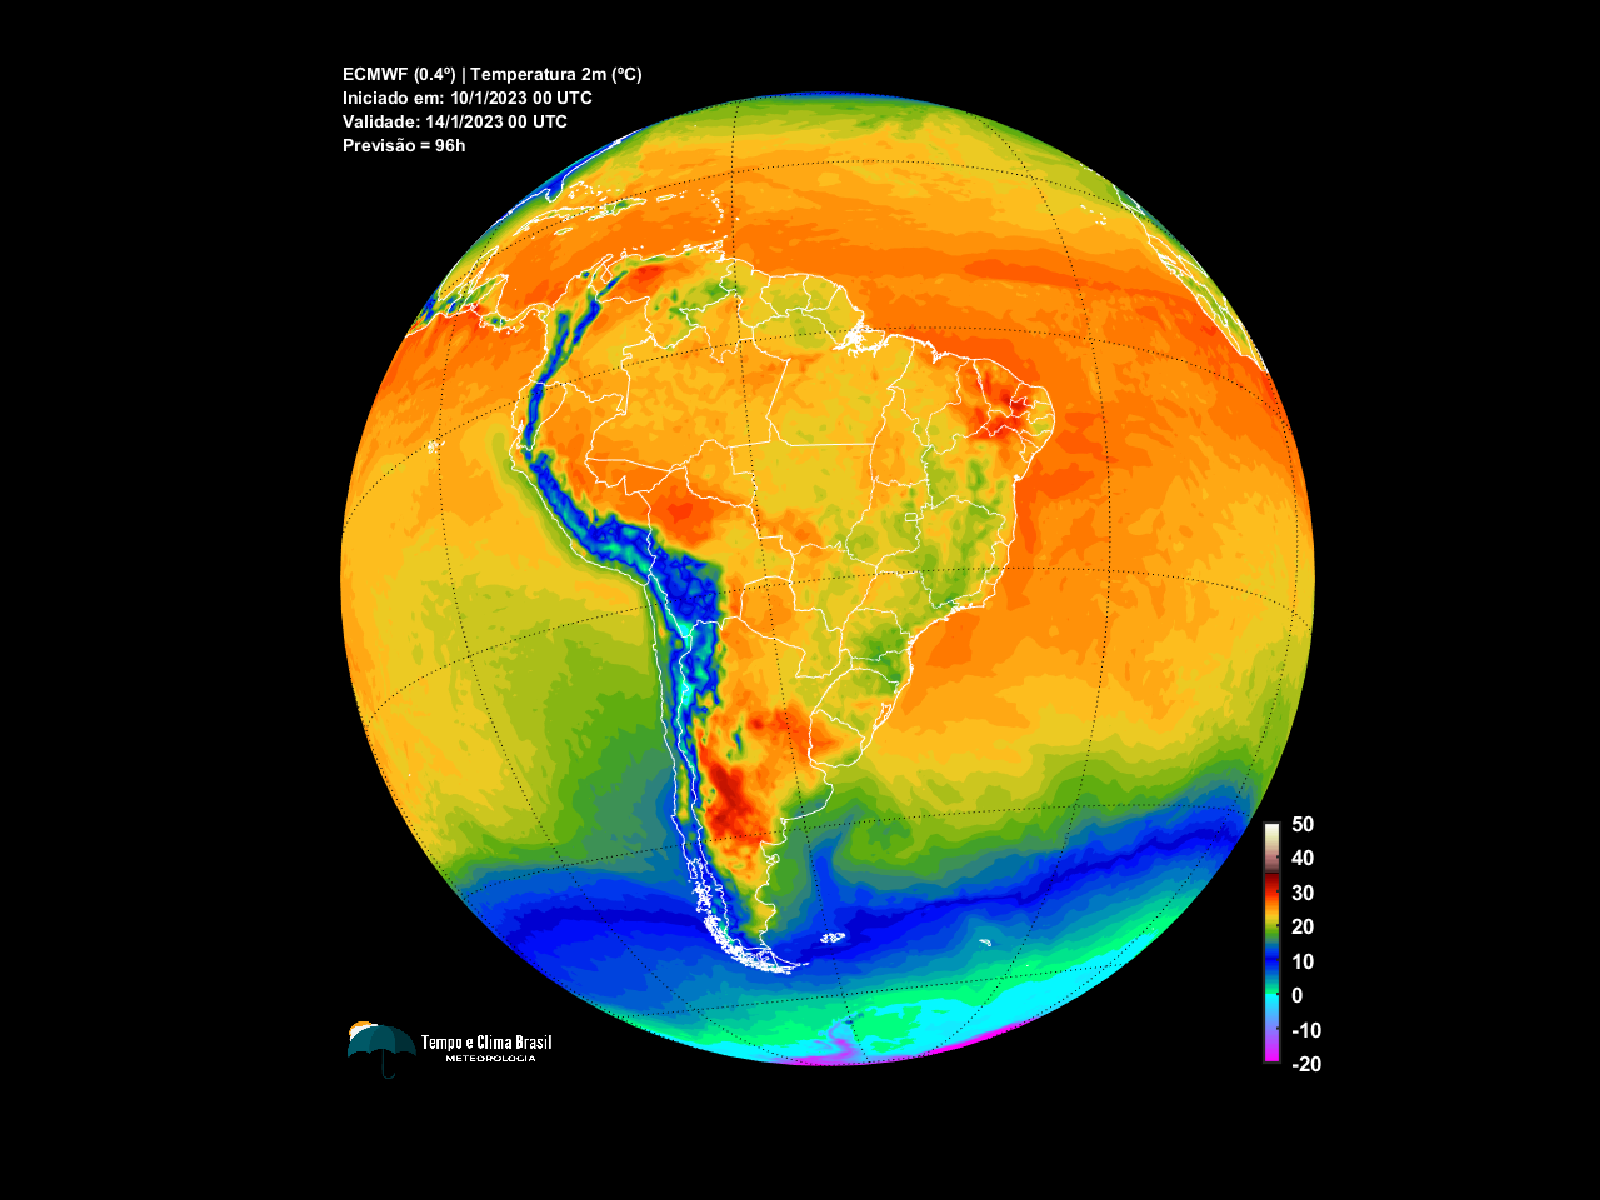 ECMWF (0.4º) | Temperatura 2m (ºC)
Iniciado em: 10/1/2023 00 UTC
Validade: 14/1/2023 00 UTC
Previsão = 96h
50
40
30
20
10
0
-10
-20
Tempo e Clima Brasil
METEOROLOGIA